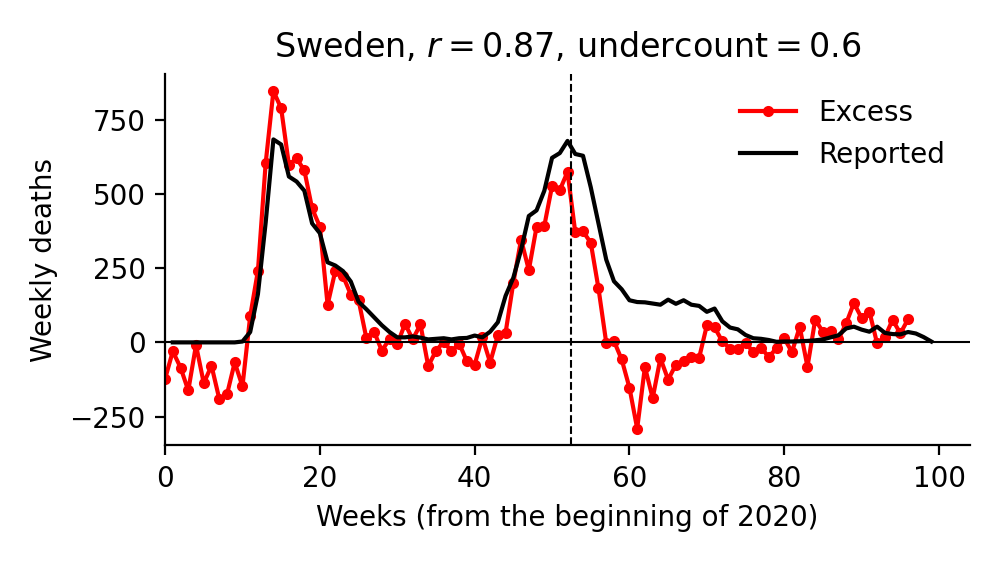 Sweden, r = 0.87, undercount = 0.6
Excess
Reported
Weekly deaths
750
500
250
0
−250
0 20 40 60 80 100
Weeks (from the beginning of 2020)